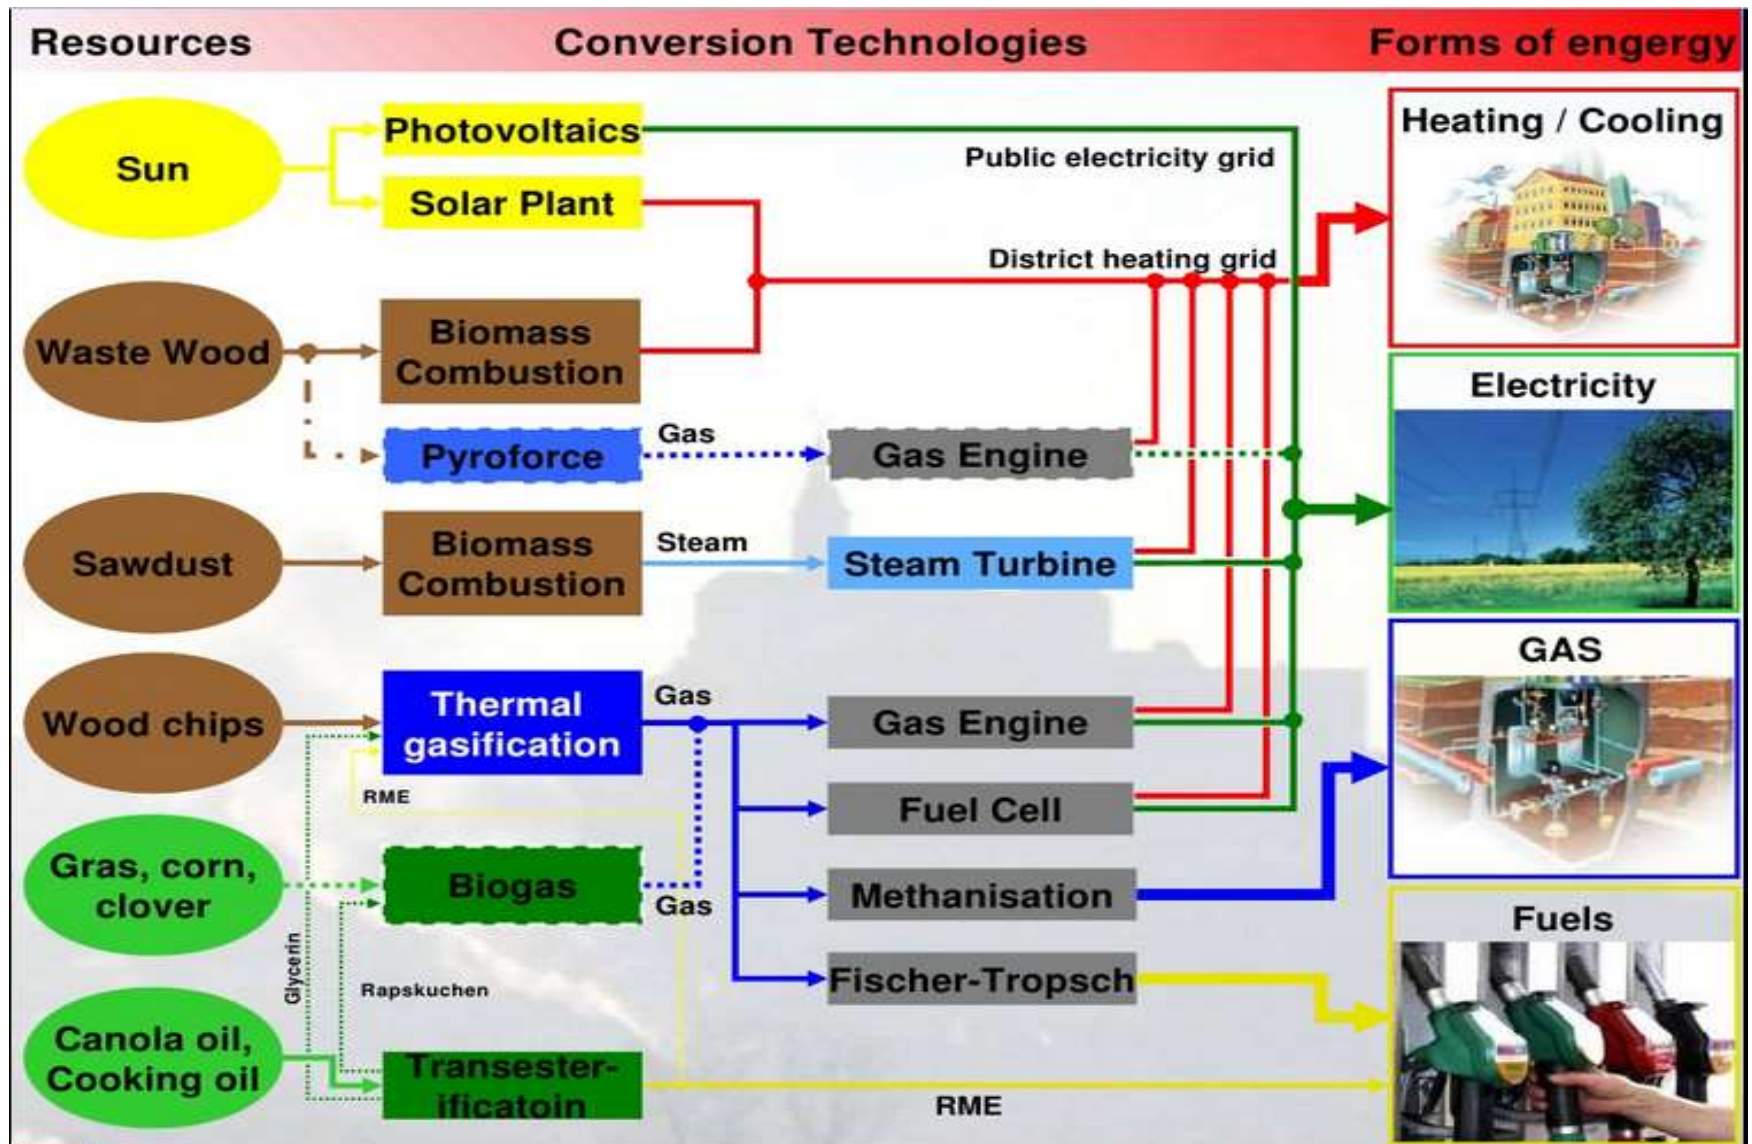 Resources
Conversion Technologies
Forms of engergy
Sun
Photovoltaics
Solar Plant
Public electricity grid
District heating grid
Heating / Cooling
Waste Wood
Biomass
Combustion
Pyroforce
Gas
Gas Engine
Electricity
Sawdust
Biomass
Combustion
Steam
Steam Turbine
Wood chips
Thermal
gasification
Gas
Gas Engine
GAS
RME
Fuel Cell
Gras, corn,
clover
Biogas
Gas
Methanisation
Glycerin
Rapskuchen
Fischer-Tropsch
Fuels
Canola oil,
Cooking oil
Transester-
ificatoin
RME